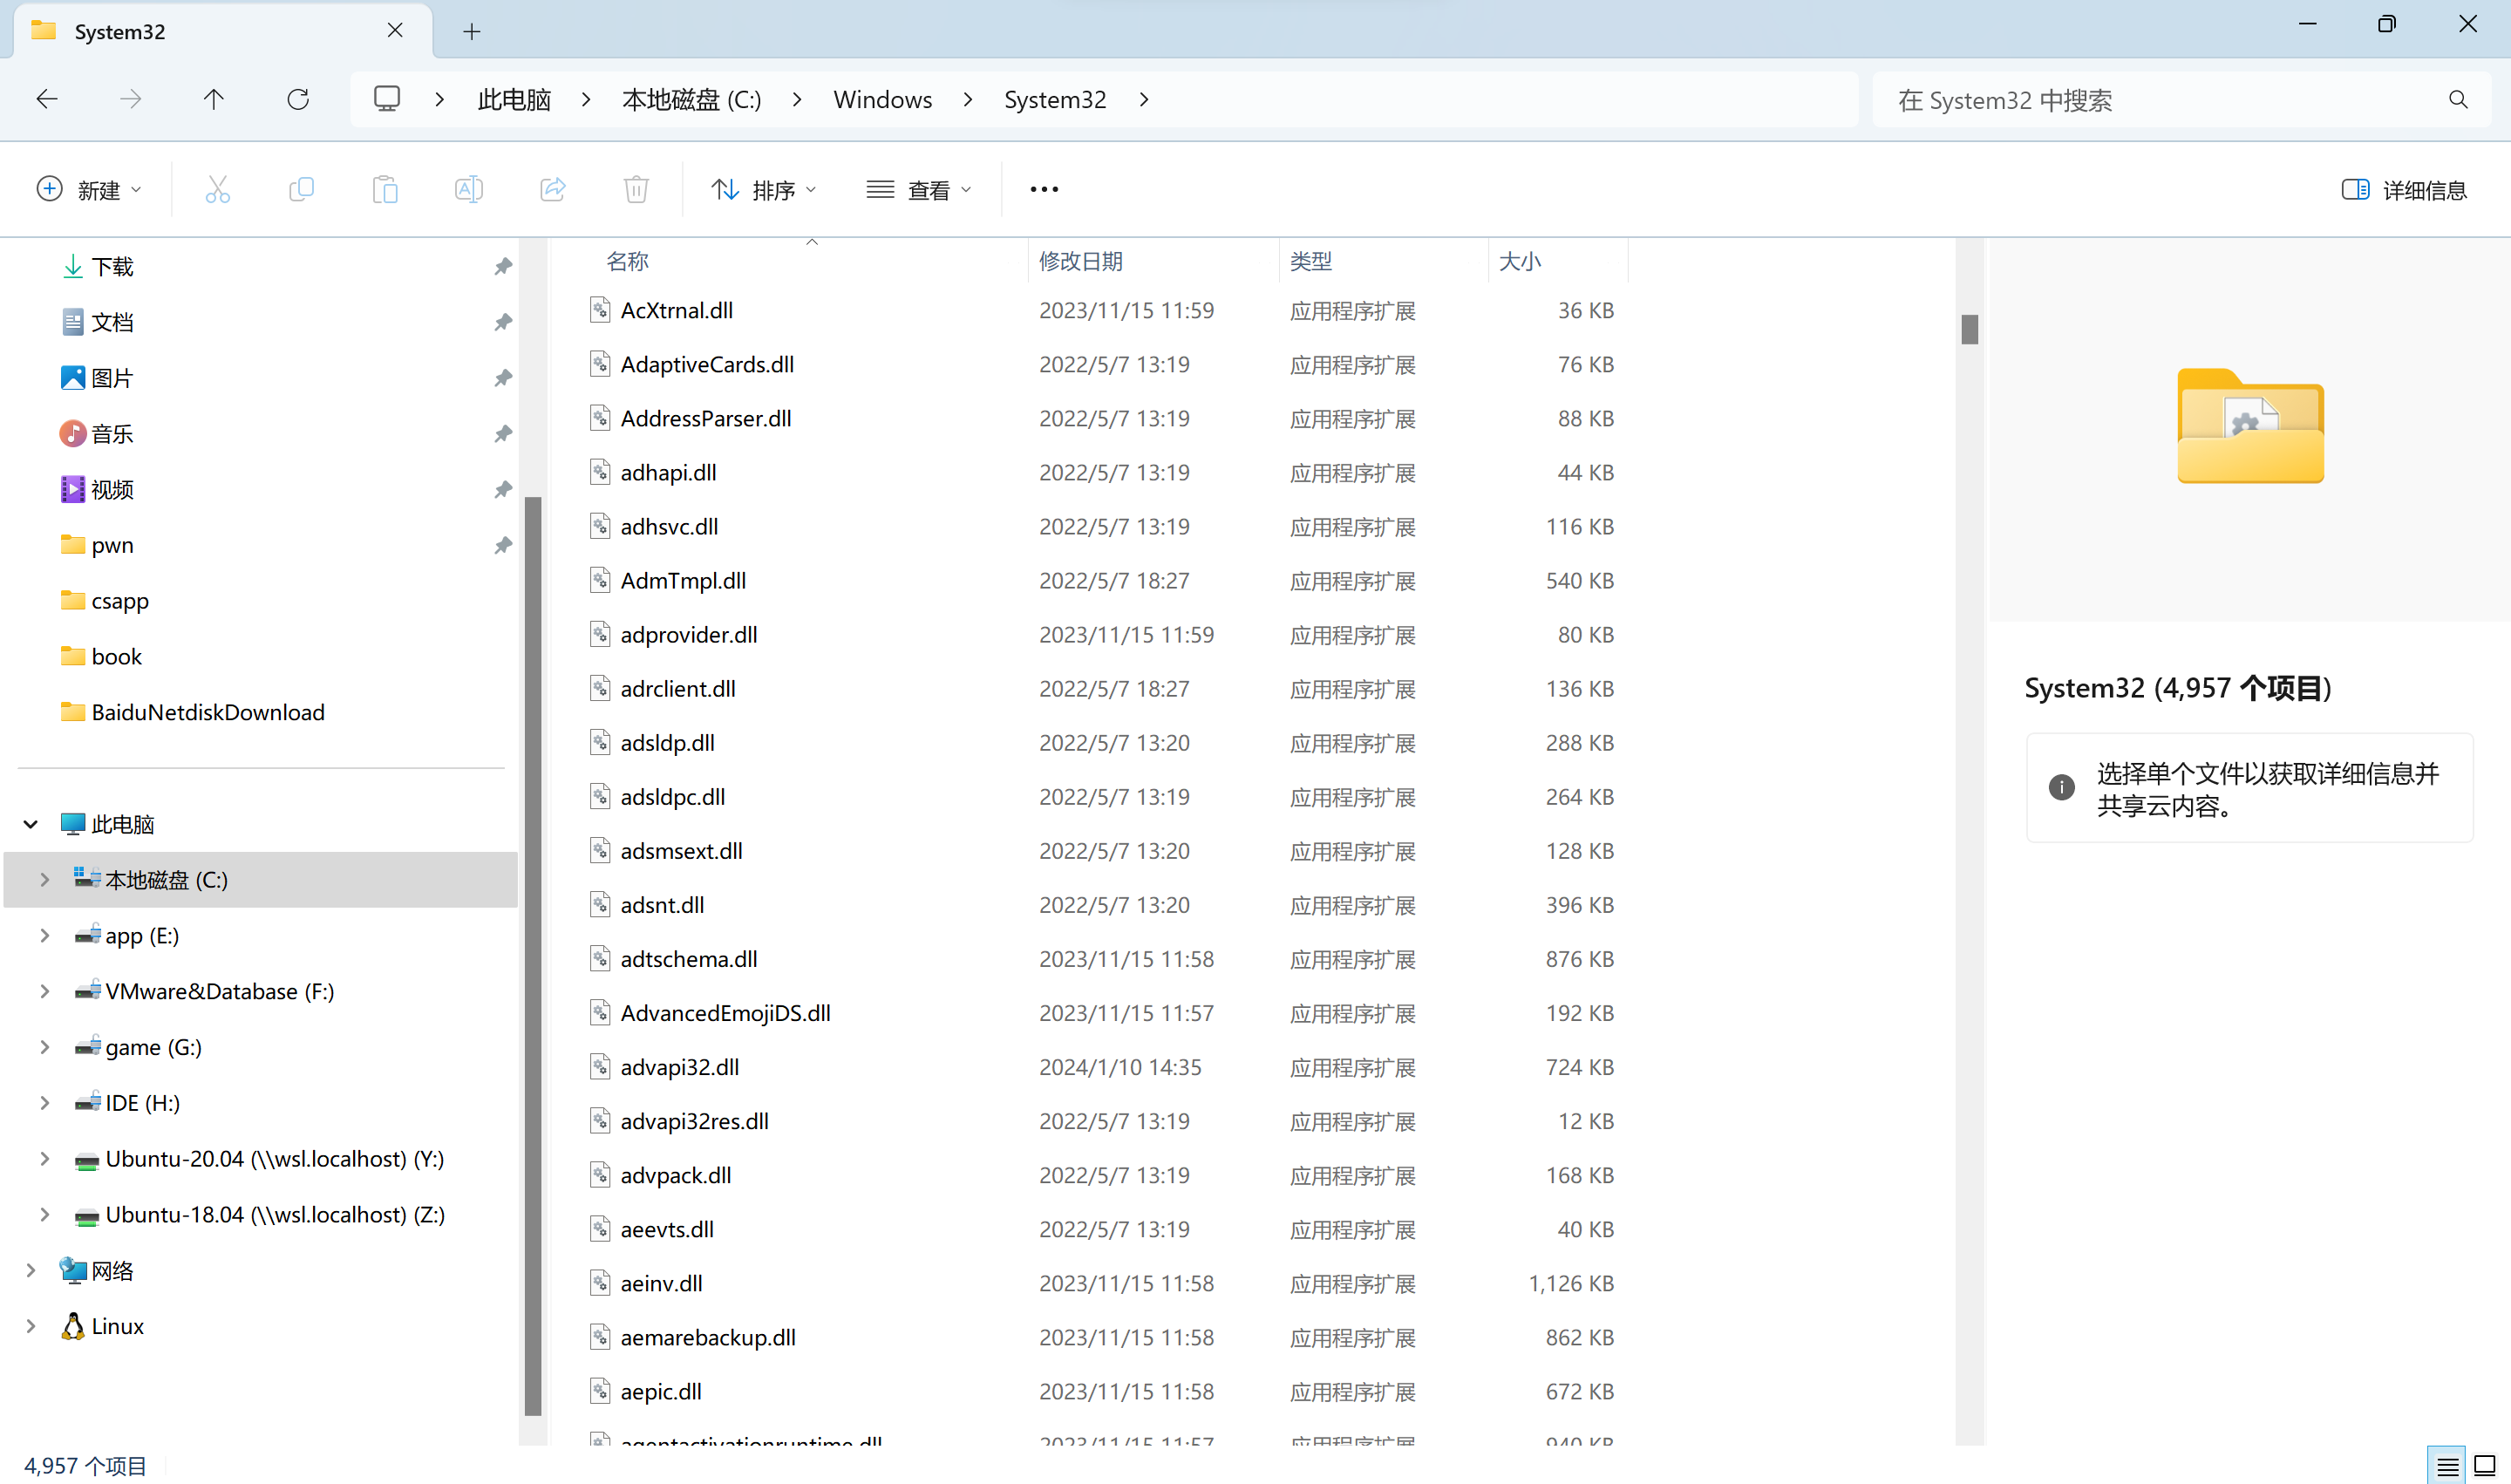 System32
此电脑
本地磁盘 (C:)
Windows
System32
在 System32 中搜索
新建
排序
查看
详细信息
下载
文档
图片
音乐
视频
pwn
csapp
book
BaiduNetdiskDownload
此电脑
本地磁盘 (C:)
app (E:)
VMware&Database (F:)
game (G:)
IDE (H:)
Ubuntu-20.04 (\\wsl.localhost) (Y:)
Ubuntu-18.04 (\\wsl.localhost) (Z:)
网络
Linux
名称 修改日期 类型 大小
AcXtrnal.dll 2023/11/15 11:59 应用程序扩展 36 KB
AdaptiveCards.dll 2022/5/7 13:19 应用程序扩展 76 KB
AddressParser.dll 2022/5/7 13:19 应用程序扩展 88 KB
adhapi.dll 2022/5/7 13:19 应用程序扩展 44 KB
adhsvc.dll 2022/5/7 13:19 应用程序扩展 116 KB
AdmTmpl.dll 2022/5/7 18:27 应用程序扩展 540 KB
adprovider.dll 2023/11/15 11:59 应用程序扩展 80 KB
adrclient.dll 2022/5/7 18:27 应用程序扩展 136 KB
adsldp.dll 2022/5/7 13:20 应用程序扩展 288 KB
adsldpc.dll 2022/5/7 13:19 应用程序扩展 264 KB
adsmsext.dll 2022/5/7 13:20 应用程序扩展 128 KB
adsnt.dll 2022/5/7 13:20 应用程序扩展 396 KB
adtschema.dll 2023/11/15 11:58 应用程序扩展 876 KB
AdvancedEmojiDS.dll 2023/11/15 11:57 应用程序扩展 192 KB
advapi32.dll 2024/1/10 14:35 应用程序扩展 724 KB
advapi32res.dll 2022/5/7 13:19 应用程序扩展 12 KB
advpack.dll 2022/5/7 13:19 应用程序扩展 168 KB
aeevts.dll 2022/5/7 13:19 应用程序扩展 40 KB
aeinv.dll 2023/11/15 11:58 应用程序扩展 1,126 KB
aemarebackup.dll 2023/11/15 11:58 应用程序扩展 862 KB
aepic.dll 2023/11/15 11:58 应用程序扩展 672 KB
agentactivationruntime.dll 2023/11/15 11:57 应用程序扩展 940 KB
System32 (4,957 个项目)
选择单个文件以获取详细信息并
共享云内容。
4,957 个项目